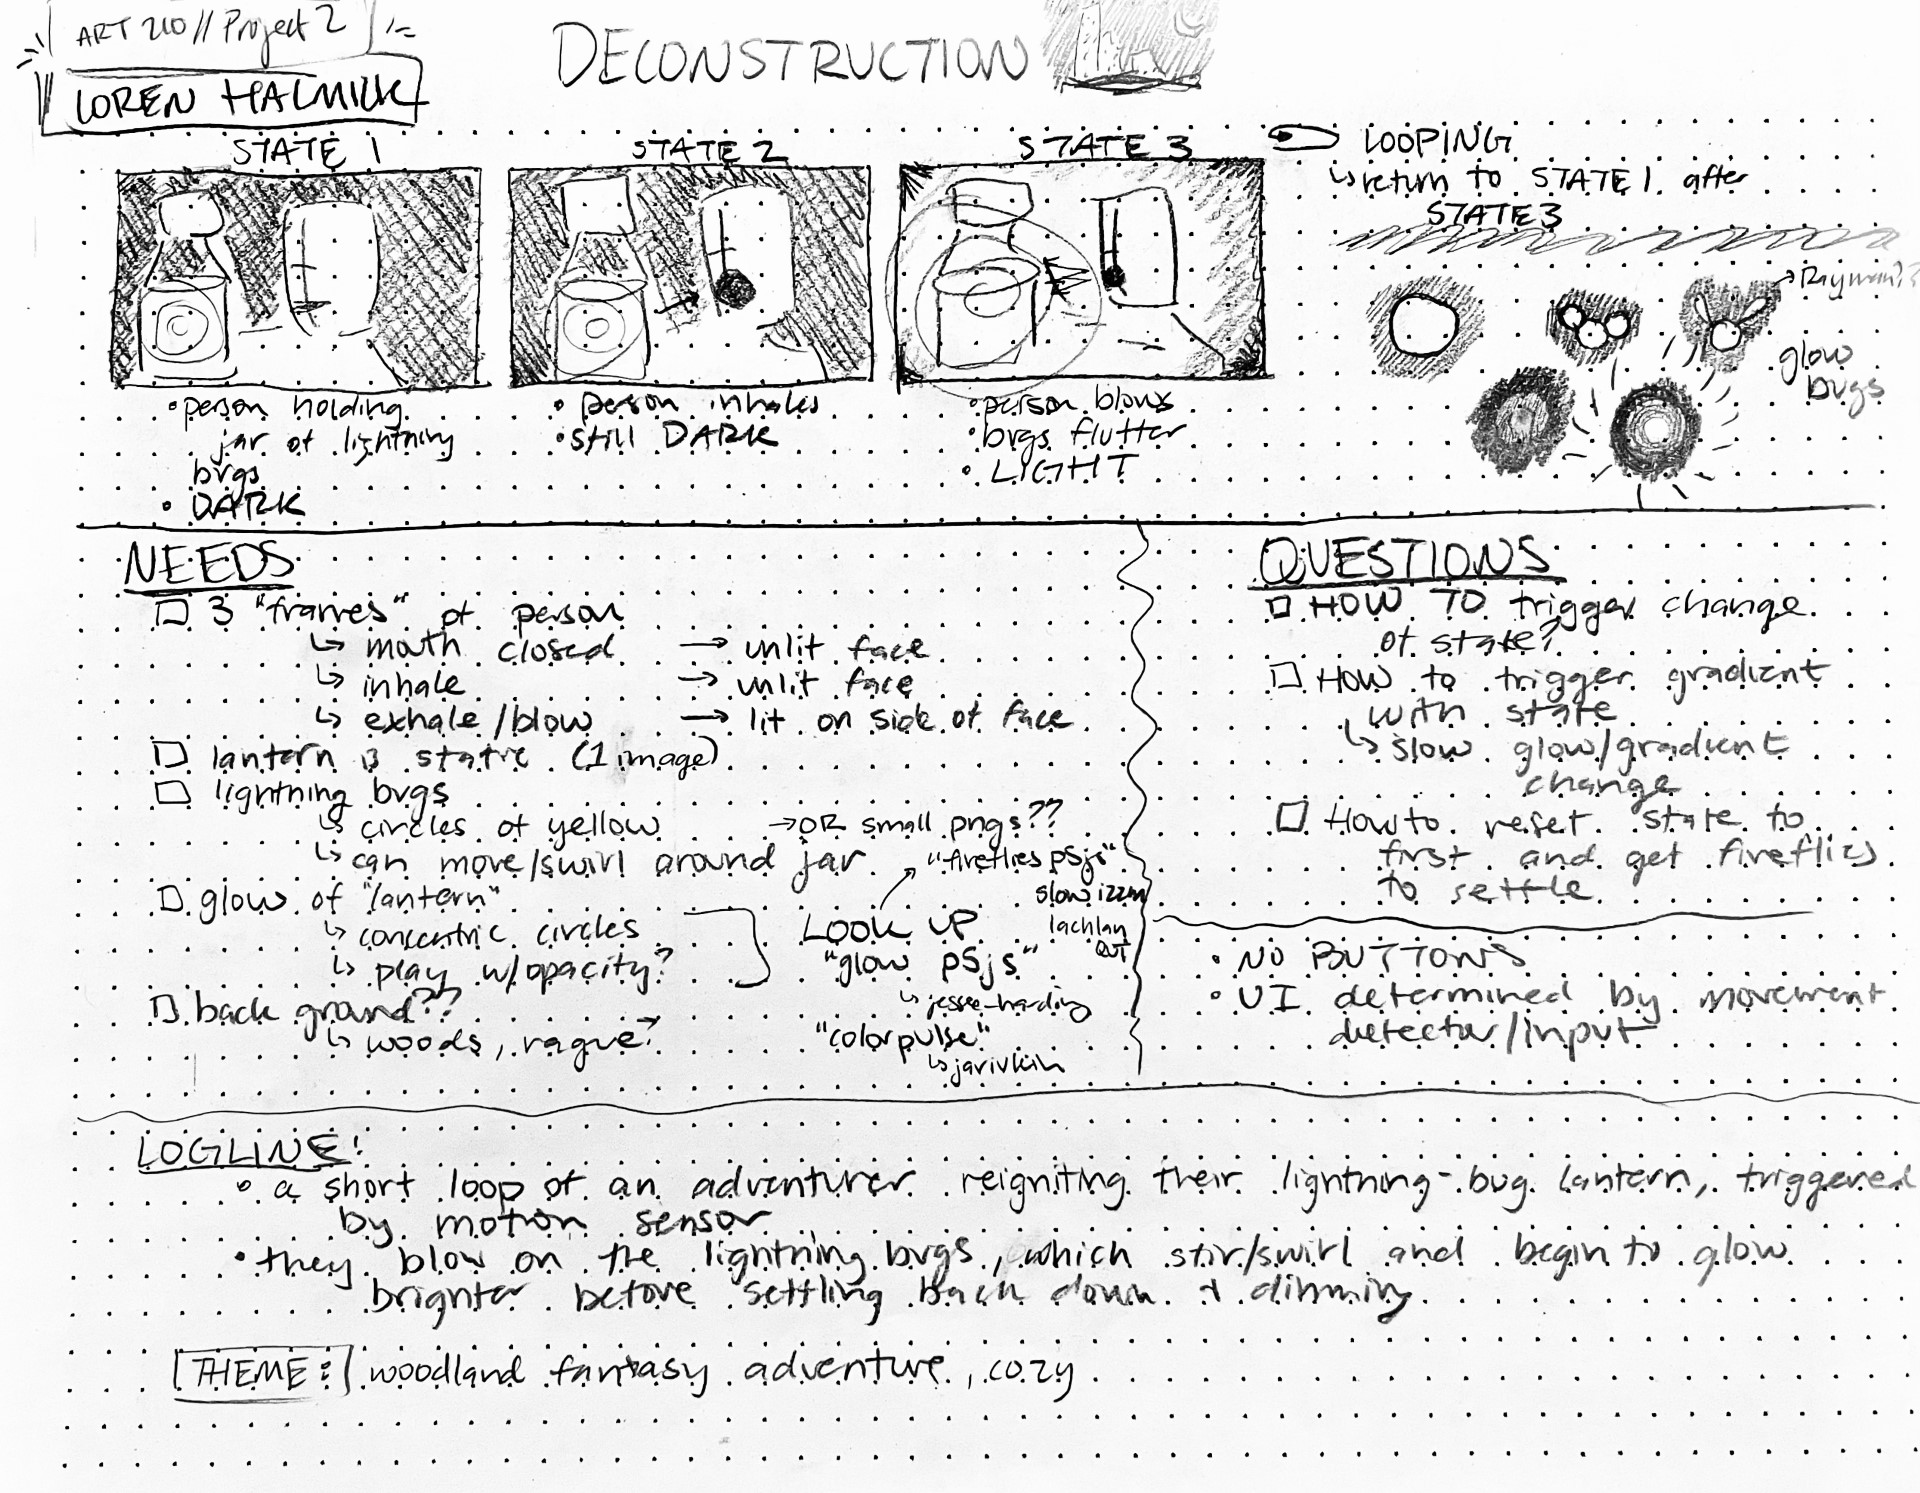 ART 210 // Project 2
LOREN HALMILK
DECONSTRUCTION
STATE 1
• person holding
jar of lightning
bugs
• DARK
STATE 2
• person inhales
• still DARK
STATE 3
• person blows
• bugs flutter
• LIGHT
LOOPING
↳ return to STATE 1 after
STATE 3
→ Rayman??
glow
bugs
NEEDS
□ 3 "frames" of person
↳ mouth closed → unlit face
↳ inhale → unlit face
↳ exhale/blow → lit on side of face
□ lantern is static (1 image)
□ lightning bugs
↳ circles of yellow → OR small pngs??
↳ can move/swirl around jar
□ glow of "lantern"
↳ concentric circles
↳ play w/opacity?
□ back ground??
↳ woods, vague?
LOOK UP
"fireflies p5js"
slowizzm
lachlan
QUT
"glow p5js"
↳ jesse-harding
"colorpulse"
↳ jarivkin
QUESTIONS
□ HOW TO trigger change
of state?
□ HOW to trigger gradient
with state
↳ slow glow/gradient
change
□ How to reset state to
first and get fireflies
to settle
• NO BUTTONS
• UI determined by movement
detector/input
LOGLINE:
• a short loop of an adventurer reigniting their lightning-bug lantern, triggered
by motion sensor
• they blow on the lightning bugs, which stir/swirl and begin to glow
brighter before settling back down & dimming
THEME: woodland fantasy adventure, cozy